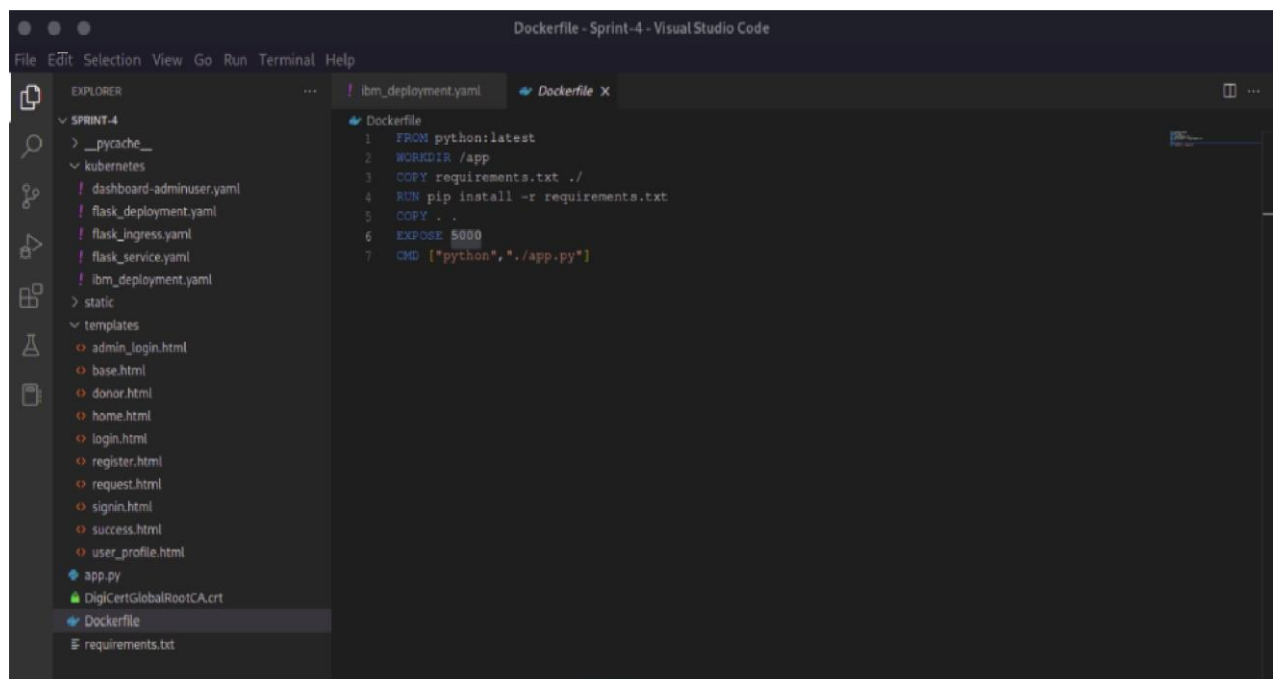 Dockerfile - Sprint-4 - Visual Studio Code
File Edit Selection View Go Run Terminal Help
EXPLORER
SPRINT-4
__pycache__
kubernetes
dashboard-adminuser.yaml
flask_deployment.yaml
flask_ingress.yaml
flask_service.yaml
ibm_deployment.yaml
static
templates
admin_login.html
base.html
donor.html
home.html
login.html
register.html
request.html
signin.html
success.html
user_profile.html
app.py
DigiCertGlobalRootCA.crt
Dockerfile
requirements.txt
! ibm_deployment.yaml Dockerfile X
Dockerfile
1 FROM python:latest
2 WORKDIR /app
3 COPY requirements.txt ./
4 RUN pip install -r requirements.txt
5 COPY . .
6 EXPOSE 5000
7 CMD ["python","./app.py"]